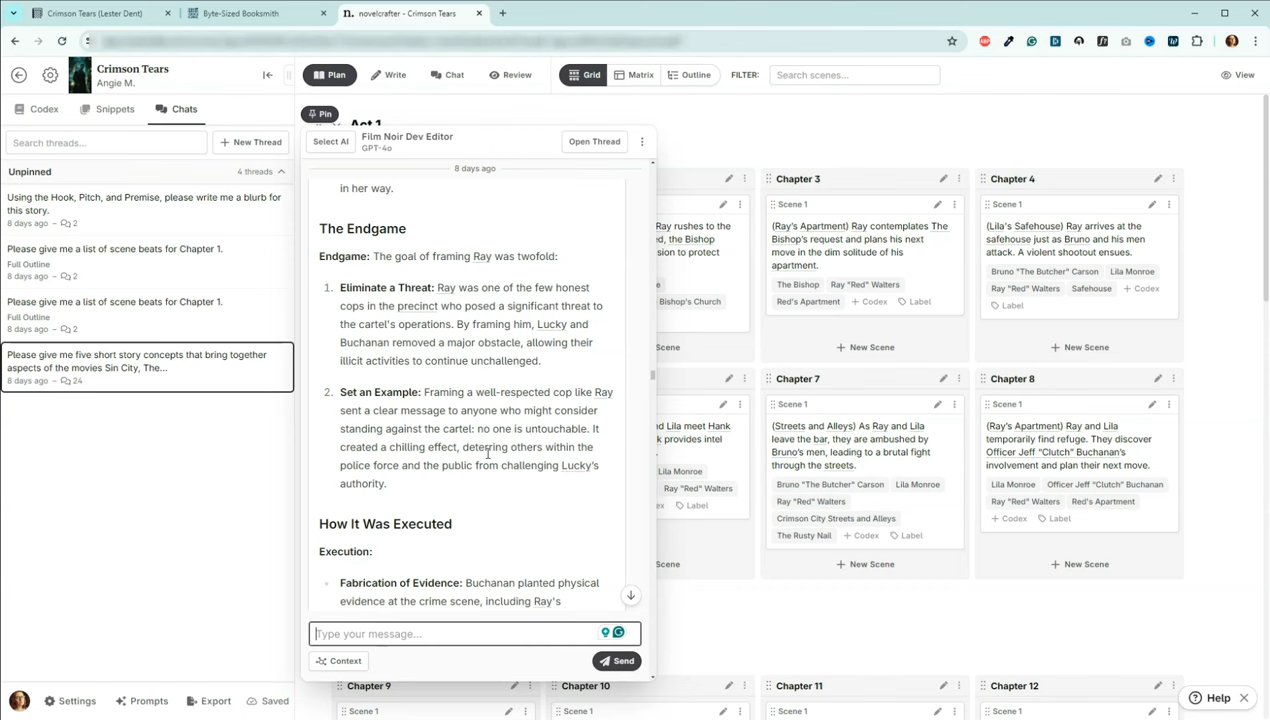 Crimson Tears (Lester Dent)
Byte-Sized Booksmith
n. novelcrafter - Crimson Tears
Crimson Tears
Angie M.
Plan
Write
Chat
Review
Grid
Matrix
Outline
FILTER:
Search scenes...
View
Codex
Snippets
Chats
Search threads...
+ New Thread
Unpinned
4 threads
Using the Hook, Pitch, and Premise, please write me a blurb for
this story.
8 days ago – 2
Please give me a list of scene beats for Chapter 1.
Full Outline
8 days ago – 2
Please give me a list of scene beats for Chapter 1.
Full Outline
8 days ago – 2
Please give me five short story concepts that bring together
aspects of the movies Sin City, The...
8 days ago – 24
Settings
Prompts
Export
Saved
Pin
Act 1
Select AI
Film Noir Dev Editor
GPT-4o
Open Thread
8 days ago
in her way.
The Endgame
Endgame: The goal of framing Ray was twofold:
1. Eliminate a Threat: Ray was one of the few honest
cops in the precinct who posed a significant threat to
the cartel's operations. By framing him, Lucky and
Buchanan removed a major obstacle, allowing their
illicit activities to continue unchallenged.
2. Set an Example: Framing a well-respected cop like Ray
sent a clear message to anyone who might consider
standing against the cartel: no one is untouchable. It
created a chilling effect, deterring others within the
police force and the public from challenging Lucky's
authority.
How It Was Executed
Execution:
Fabrication of Evidence: Buchanan planted physical
evidence at the crime scene, including Ray's
Type your message...
Context
Send
Ray rushes to the
ed, the Bishop
sion to protect
Bishop's Church
Scene
Chapter 3
Scene 1
(Ray's Apartment) Ray contemplates The
Bishop's request and plans his next
move in the dim solitude of his
apartment.
The Bishop
Ray "Red" Walters
Red's Apartment
+ Codex
Label
+ New Scene
Chapter 4
Scene 1
(Lila's Safehouse) Ray arrives at the
safehouse just as Bruno and his men
attack. A violent shootout ensues.
Bruno "The Butcher" Carson
Lila Monroe
Ray "Red" Walters
Safehouse
+ Codex
Label
+ New Scene
nd Lila meet Hank
k provides intel
Lila Monroe
Ray "Red" Walters
Label
Scene
Chapter 7
Scene 1
(Streets and Alleys) As Ray and Lila
leave the bar, they are ambushed by
Bruno's men, leading to a brutal fight
through the streets.
Bruno "The Butcher" Carson
Lila Monroe
Ray "Red" Walters
Crimson City Streets and Alleys
The Rusty Nail
+ Codex
Label
+ New Scene
Chapter 8
Scene 1
(Ray's Apartment) Ray and Lila
temporarily find refuge. They discover
Officer Jeff “Clutch” Buchanan's
involvement and plan their next move.
Lila Monroe
Officer Jeff “Clutch” Buchanan
Ray "Red" Walters
Red's Apartment
+ Codex
Label
+ New Scene
Chapter 9
Scene 1
Chapter 10
Scene 1
Chapter 11
Scene 1
Chapter 12
Scene 1
Help